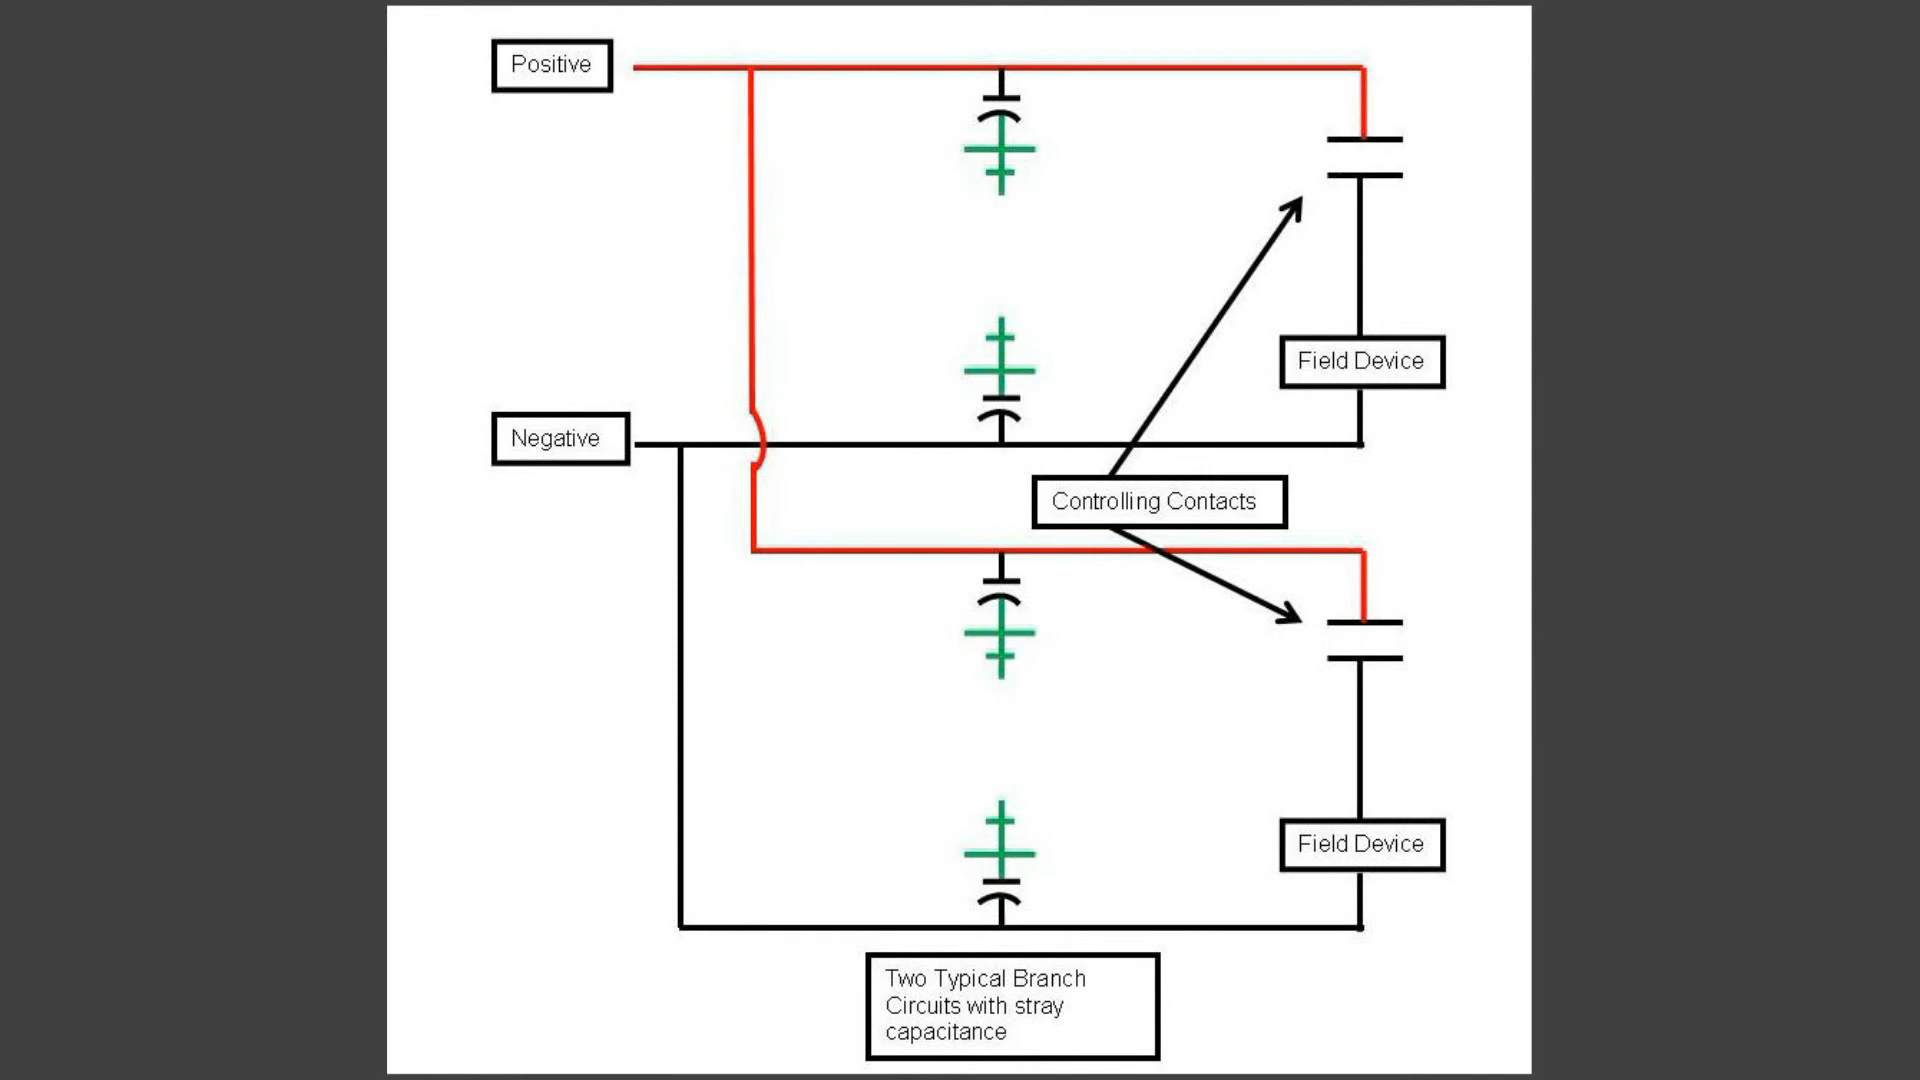 Positive
Field Device
Negative
Controlling Contacts
Field Device
Two Typical Branch
Circuits with stray
capacitance